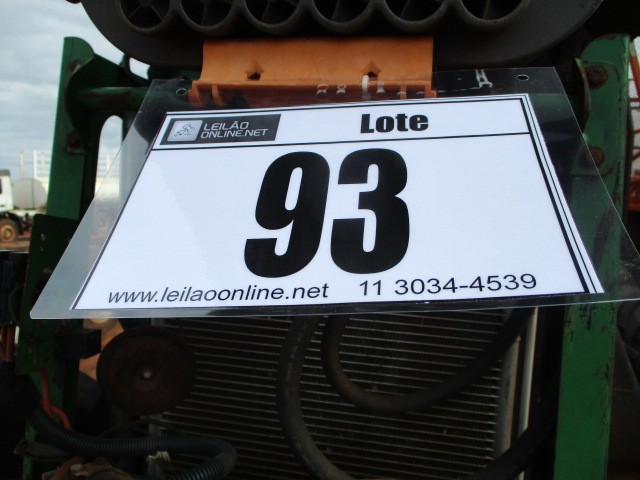 LEILÃO
ONLINE.NET
Lote
93
www.leilaoonline.net 11 3034-4539